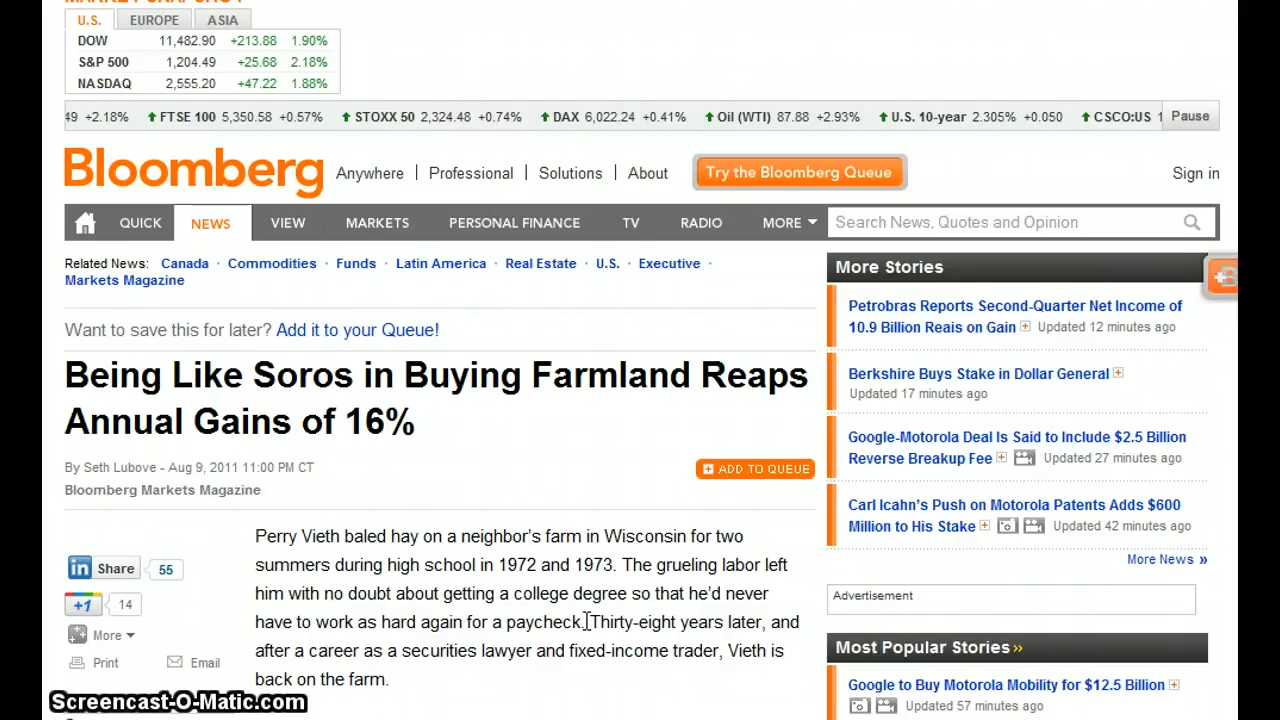 U.S. EUROPE ASIA
DOW 11,482.90 +213.88 1.90%
S&P 500 1,204.49 +25.68 2.18%
NASDAQ 2,555.20 +47.22 1.88%
49 +2.18% FTSE 100 5,350.58 +0.57% STOXX 50 2,324.48 +0.74% DAX 6,022.24 +0.41% Oil (WTI) 87.88 +2.93% U.S. 10-year 2.305% +0.050 CSCO:US 1 Pause
Bloomberg Anywhere | Professional | Solutions | About Try the Bloomberg Queue Sign in
QUICK NEWS VIEW MARKETS PERSONAL FINANCE TV RADIO MORE Search News, Quotes and Opinion
Related News: Canada · Commodities · Funds · Latin America · Real Estate · U.S. · Executive ·
Markets Magazine
Want to save this for later? Add it to your Queue!
Being Like Soros in Buying Farmland Reaps
Annual Gains of 16%
By Seth Lubove - Aug 9, 2011 11:00 PM CT
ADD TO QUEUE
Bloomberg Markets Magazine
in Share 55
+1 14
More
Print Email
Perry Vieth baled hay on a neighbor's farm in Wisconsin for two
summers during high school in 1972 and 1973. The grueling labor left
him with no doubt about getting a college degree so that he'd never
have to work as hard again for a paycheck. Thirty-eight years later, and
after a career as a securities lawyer and fixed-income trader, Vieth is
back on the farm.
More Stories
Petrobras Reports Second-Quarter Net Income of
10.9 Billion Reais on Gain Updated 12 minutes ago
Berkshire Buys Stake in Dollar General
Updated 17 minutes ago
Google-Motorola Deal Is Said to Include $2.5 Billion
Reverse Breakup Fee Updated 27 minutes ago
Carl Icahn's Push on Motorola Patents Adds $600
Million to His Stake Updated 42 minutes ago
More News »
Advertisement
Most Popular Stories »
Google to Buy Motorola Mobility for $12.5 Billion
Updated 57 minutes ago
Screencast-O-Matic.com